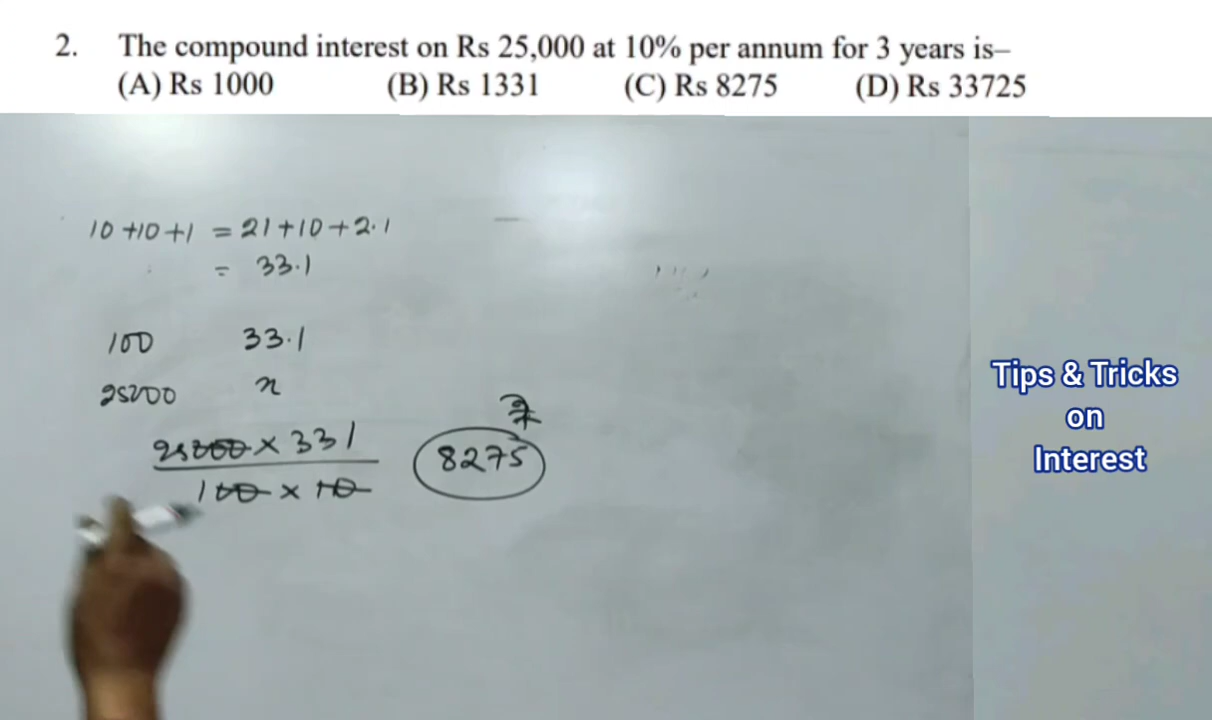 2. The compound interest on Rs 25,000 at 10% per annum for 3 years is–
(A) Rs 1000 (B) Rs 1331 (C) Rs 8275 (D) Rs 33725
10 + 10 + 1 = 21 + 10 + 2.1
= 33.1
100 33.1
25000 x
25000 × 331
100 × 10
8275
Tips & Tricks
on
Interest